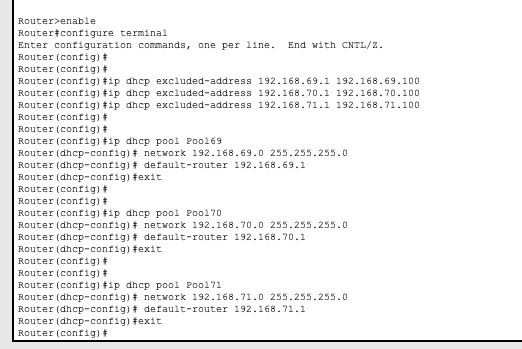 Router>enable
Router#configure terminal
Enter configuration commands, one per line.  End with CNTL/Z.
Router(config)#
Router(config)#
Router(config)#ip dhcp excluded-address 192.168.69.1 192.168.69.100
Router(config)#ip dhcp excluded-address 192.168.70.1 192.168.70.100
Router(config)#ip dhcp excluded-address 192.168.71.1 192.168.71.100
Router(config)#
Router(config)#
Router(config)#ip dhcp pool Pool69
Router(dhcp-config)# network 192.168.69.0 255.255.255.0
Router(dhcp-config)# default-router 192.168.69.1
Router(dhcp-config)#exit
Router(config)#
Router(config)#
Router(config)#ip dhcp pool Pool70
Router(dhcp-config)# network 192.168.70.0 255.255.255.0
Router(dhcp-config)# default-router 192.168.70.1
Router(dhcp-config)#exit
Router(config)#
Router(config)#
Router(config)#ip dhcp pool Pool71
Router(dhcp-config)# network 192.168.71.0 255.255.255.0
Router(dhcp-config)# default-router 192.168.71.1
Router(dhcp-config)#exit
Router(config)#